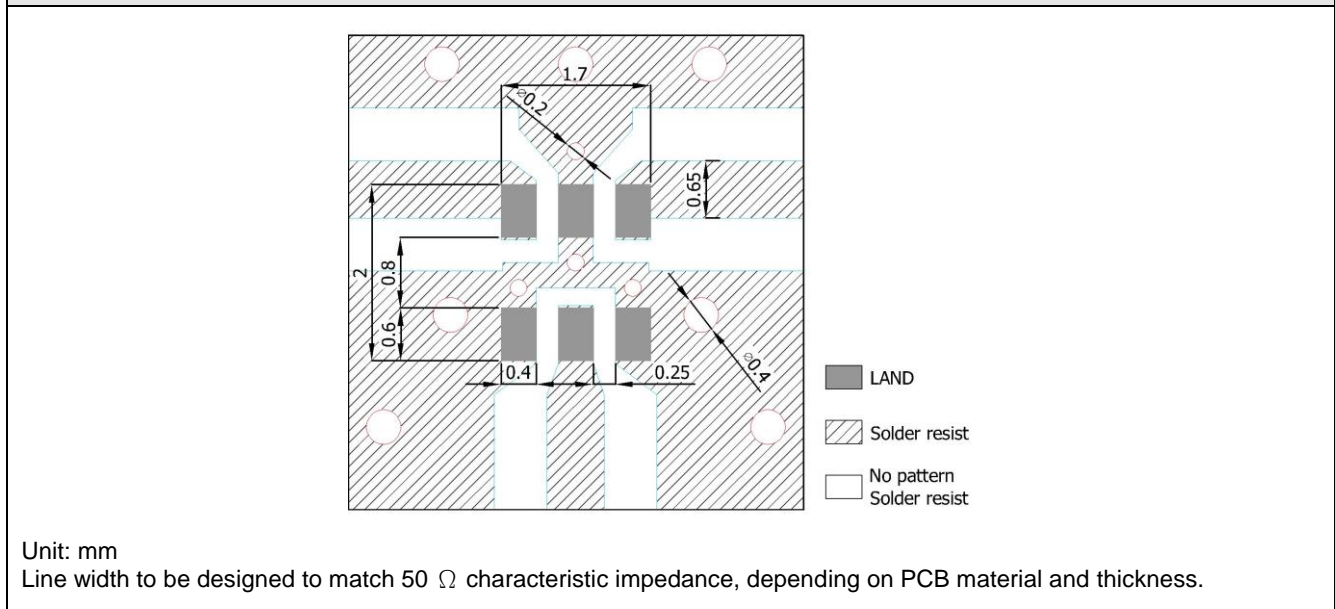 1.7
⌀0.2
0.65
2
0.8
0.6
0.4
0.25
⌀0.4
LAND
Solder resist
No pattern
Solder resist
Unit: mm
Line width to be designed to match 50 Ω characteristic impedance, depending on PCB material and thickness.